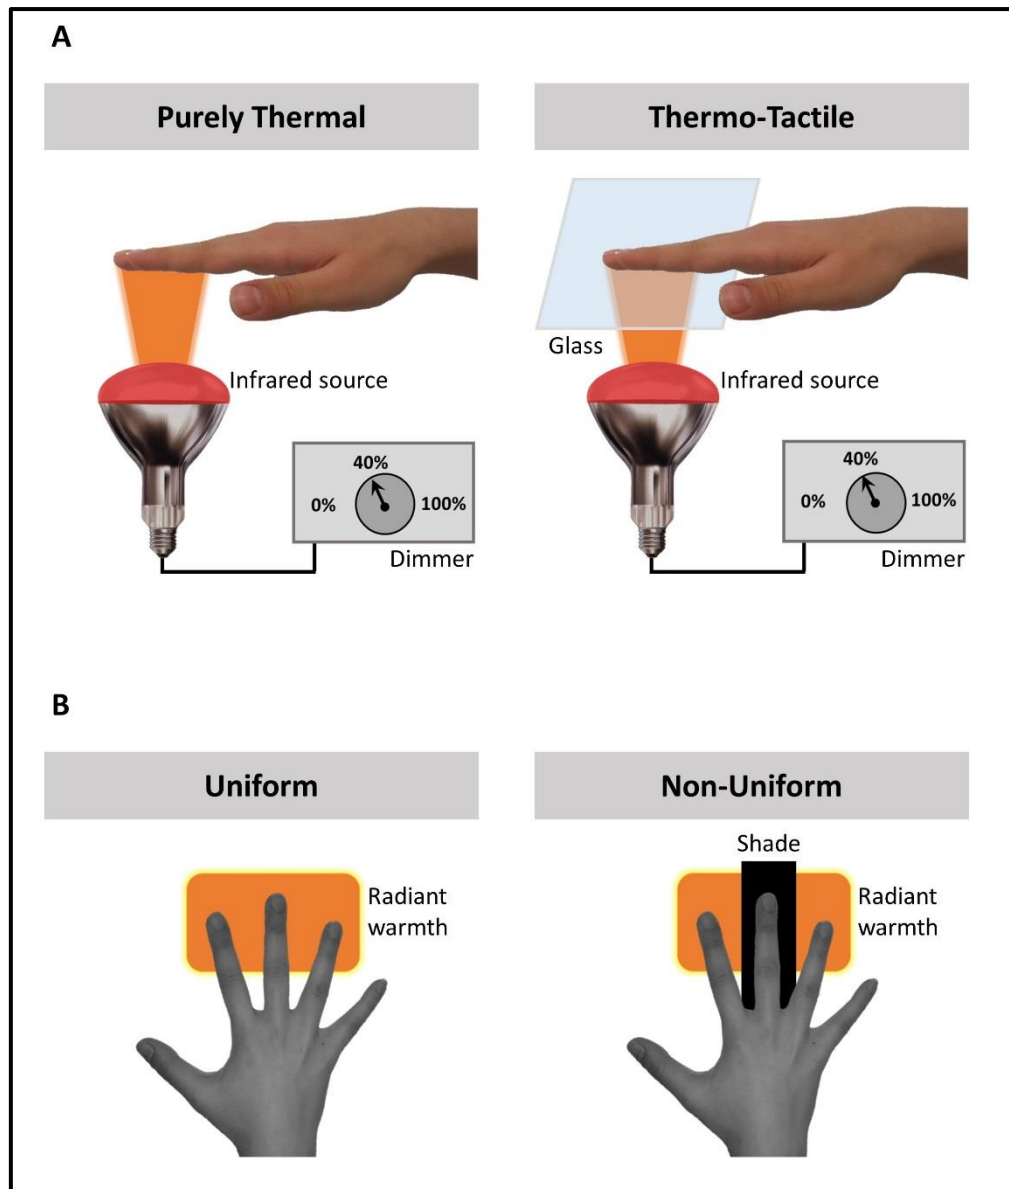 A
Purely Thermal
Thermo-Tactile
Glass
Infrared source
Infrared source
40%
0%
100%
Dimmer
40%
0%
100%
Dimmer
B
Uniform
Non-Uniform
Shade
Radiant
warmth
Radiant
warmth